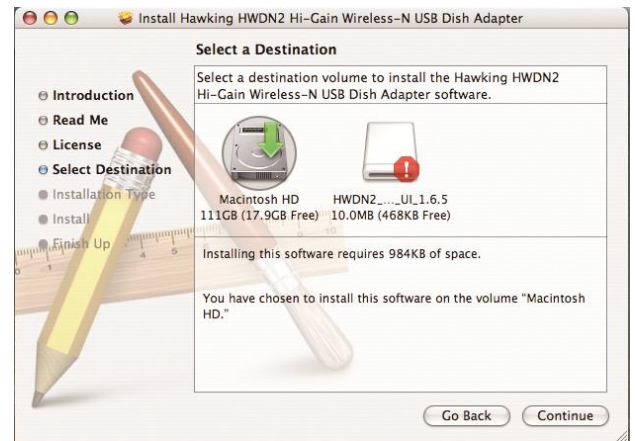 Install Hawking HWDN2 Hi-Gain Wireless-N USB Dish Adapter
Select a Destination
Introduction
Read Me
License
Select Destination
Installation Type
Install
Finish Up
Select a destination volume to install the Hawking HWDN2
Hi-Gain Wireless-N USB Dish Adapter software.
Macintosh HD
111GB (17.9GB Free)
HWDN2_..._UI_1.6.5
10.0MB (468KB Free)
Installing this software requires 984KB of space.
You have chosen to install this software on the volume "Macintosh
HD."
Go Back
Continue